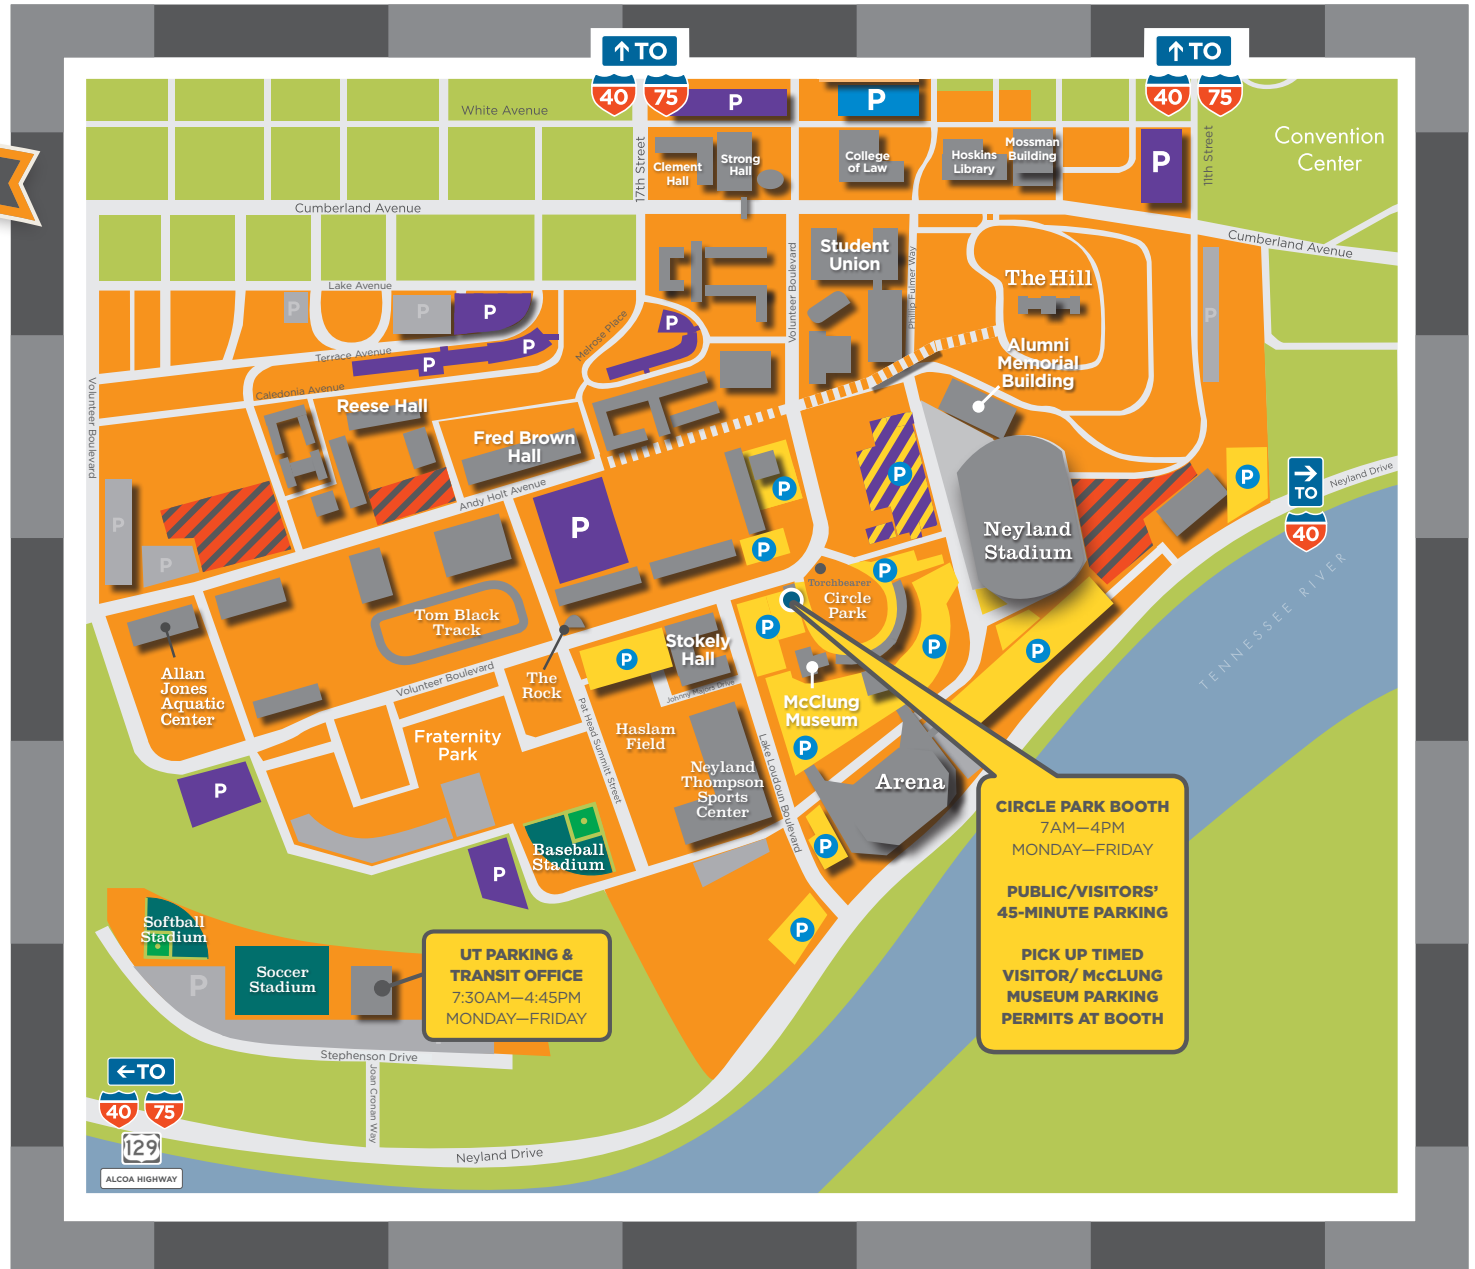 ↑ TO
40 75
↑ TO
40 75
White Avenue
P
P
17th Street
Clement
Hall
Strong
Hall
College
of Law
Hoskins
Library
Mossman
Building
P
11th Street
Convention
Center
Cumberland Avenue
Cumberland Avenue
Student
Union
Volunteer Boulevard
Phillip Fulmer Way
The Hill
Lake Avenue
P
P
P
P
P
Melrose Place
P
P
Terrace Avenue
P
Alumni
Memorial
Building
Caledonia Avenue
Volunteer Boulevard
Reese Hall
Fred Brown
Hall
Andy Holt Avenue
P
P
P
P
P
P
→
TO
40
Neyland Drive
Neyland
Stadium
P
P
P
TENNESSEE RIVER
Torchbearer
Circle
Park
Tom Black
Track
P
P
P
P
Stokely
Hall
Allan
Jones
Aquatic
Center
The
Rock
Volunteer Boulevard
Johnny Majors Drive
McClung
Museum
Pat Head Summitt Street
Haslam
Field
Fraternity
Park
Lake Loudoun Boulevard
P
Neyland
Thompson
Sports
Center
Arena
P
P
Baseball
Stadium
P
P
CIRCLE PARK BOOTH
7AM—4PM
MONDAY—FRIDAY
PUBLIC/VISITORS’
45-MINUTE PARKING
PICK UP TIMED
VISITOR/ McCLUNG
MUSEUM PARKING
PERMITS AT BOOTH
Softball
Stadium
P
Soccer
Stadium
UT PARKING &
TRANSIT OFFICE
7:30AM—4:45PM
MONDAY—FRIDAY
Stephenson Drive
Joan Cronan Way
← TO
40 75
129
ALCOA HIGHWAY
Neyland Drive